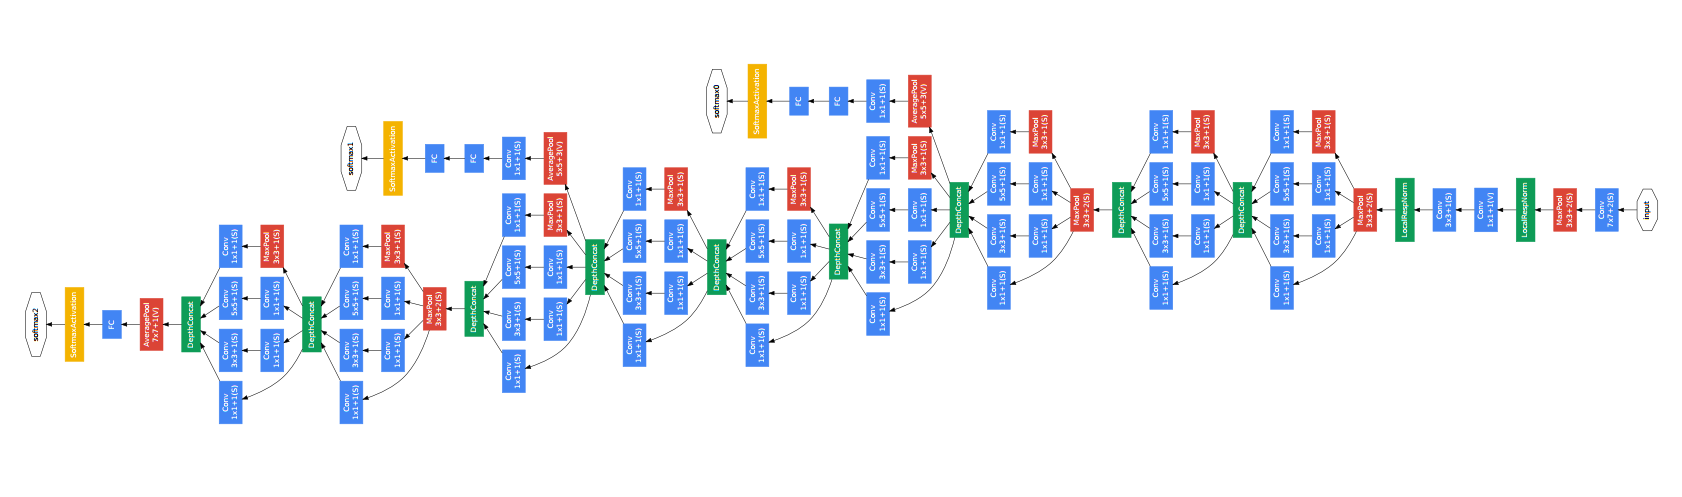 softmax2
SoftmaxActivation
FC
AveragePool
7x7+1(V)
DepthConcat
Conv
1x1+1(S)
Conv
3x3+1(S)
Conv
5x5+1(S)
Conv
1x1+1(S)
Conv
1x1+1(S)
Conv
1x1+1(S)
MaxPool
3x3+1(S)
DepthConcat
Conv
1x1+1(S)
Conv
3x3+1(S)
Conv
5x5+1(S)
Conv
1x1+1(S)
softmax1
Conv
1x1+1(S)
Conv
1x1+1(S)
MaxPool
3x3+1(S)
SoftmaxActivation
MaxPool
3x3+2(S)
FC
DepthConcat
FC
Conv
1x1+1(S)
Conv
3x3+1(S)
Conv
5x5+1(S)
Conv
1x1+1(S)
Conv
1x1+1(S)
Conv
1x1+1(S)
Conv
1x1+1(S)
MaxPool
3x3+1(S)
AveragePool
5x5+3(V)
DepthConcat
Conv
1x1+1(S)
Conv
3x3+1(S)
Conv
5x5+1(S)
Conv
1x1+1(S)
Conv
1x1+1(S)
Conv
1x1+1(S)
MaxPool
3x3+1(S)
DepthConcat
softmax0
Conv
1x1+1(S)
Conv
3x3+1(S)
Conv
5x5+1(S)
Conv
1x1+1(S)
SoftmaxActivation
Conv
1x1+1(S)
Conv
1x1+1(S)
MaxPool
3x3+1(S)
FC
DepthConcat
FC
Conv
1x1+1(S)
Conv
3x3+1(S)
Conv
5x5+1(S)
Conv
1x1+1(S)
Conv
1x1+1(S)
Conv
1x1+1(S)
Conv
1x1+1(S)
MaxPool
3x3+1(S)
AveragePool
5x5+3(V)
DepthConcat
Conv
1x1+1(S)
Conv
3x3+1(S)
Conv
5x5+1(S)
Conv
1x1+1(S)
Conv
1x1+1(S)
Conv
1x1+1(S)
MaxPool
3x3+1(S)
MaxPool
3x3+2(S)
DepthConcat
Conv
1x1+1(S)
Conv
3x3+1(S)
Conv
5x5+1(S)
Conv
1x1+1(S)
Conv
1x1+1(S)
Conv
1x1+1(S)
MaxPool
3x3+1(S)
DepthConcat
Conv
1x1+1(S)
Conv
3x3+1(S)
Conv
5x5+1(S)
Conv
1x1+1(S)
Conv
1x1+1(S)
Conv
1x1+1(S)
MaxPool
3x3+1(S)
MaxPool
3x3+2(S)
LocalRespNorm
Conv
3x3+1(S)
Conv
1x1+1(V)
LocalRespNorm
MaxPool
3x3+2(S)
Conv
7x7+2(S)
input